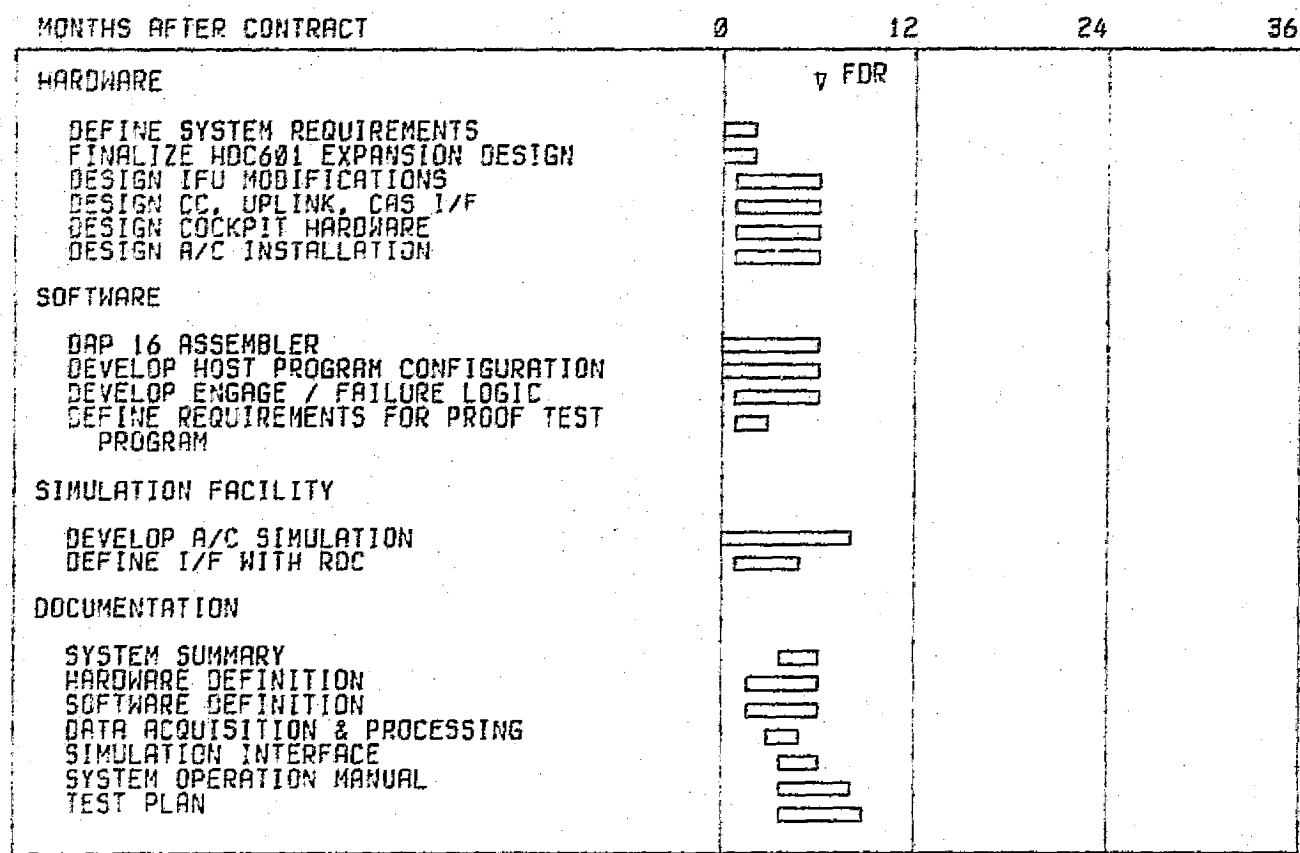 MONTHS AFTER CONTRACT 0 12 24 36
HARDWARE
FDR
DEFINE SYSTEM REQUIREMENTS
FINALIZE HDC601 EXPANSION DESIGN
DESIGN IFU MODIFICATIONS
DESIGN CC, UPLINK, CAS I/F
DESIGN COCKPIT HARDWARE
DESIGN A/C INSTALLATION
SOFTWARE
DAP 16 ASSEMBLER
DEVELOP HOST PROGRAM CONFIGURATION
DEVELOP ENGAGE / FAILURE LOGIC
DEFINE REQUIREMENTS FOR PROOF TEST
PROGRAM
SIMULATION FACILITY
DEVELOP A/C SIMULATION
DEFINE I/F WITH RDC
DOCUMENTATION
SYSTEM SUMMARY
HARDWARE DEFINITION
SOFTWARE DEFINITION
DATA ACQUISITION & PROCESSING
SIMULATION INTERFACE
SYSTEM OPERATION MANUAL
TEST PLAN